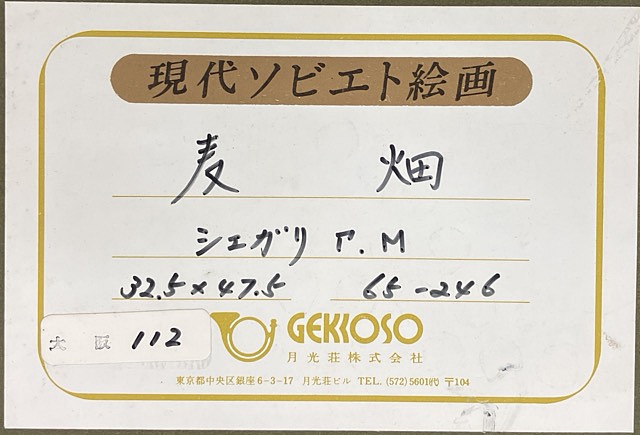 現代ソビエト絵画
麦 畑
シェガリ Г. М
32.5×47.5 65-246
大 阪 112
GEKKOSO
月光荘株式会社
東京都中央区銀座6-3-17 月光荘ビル TEL. (572)5601代 〒104